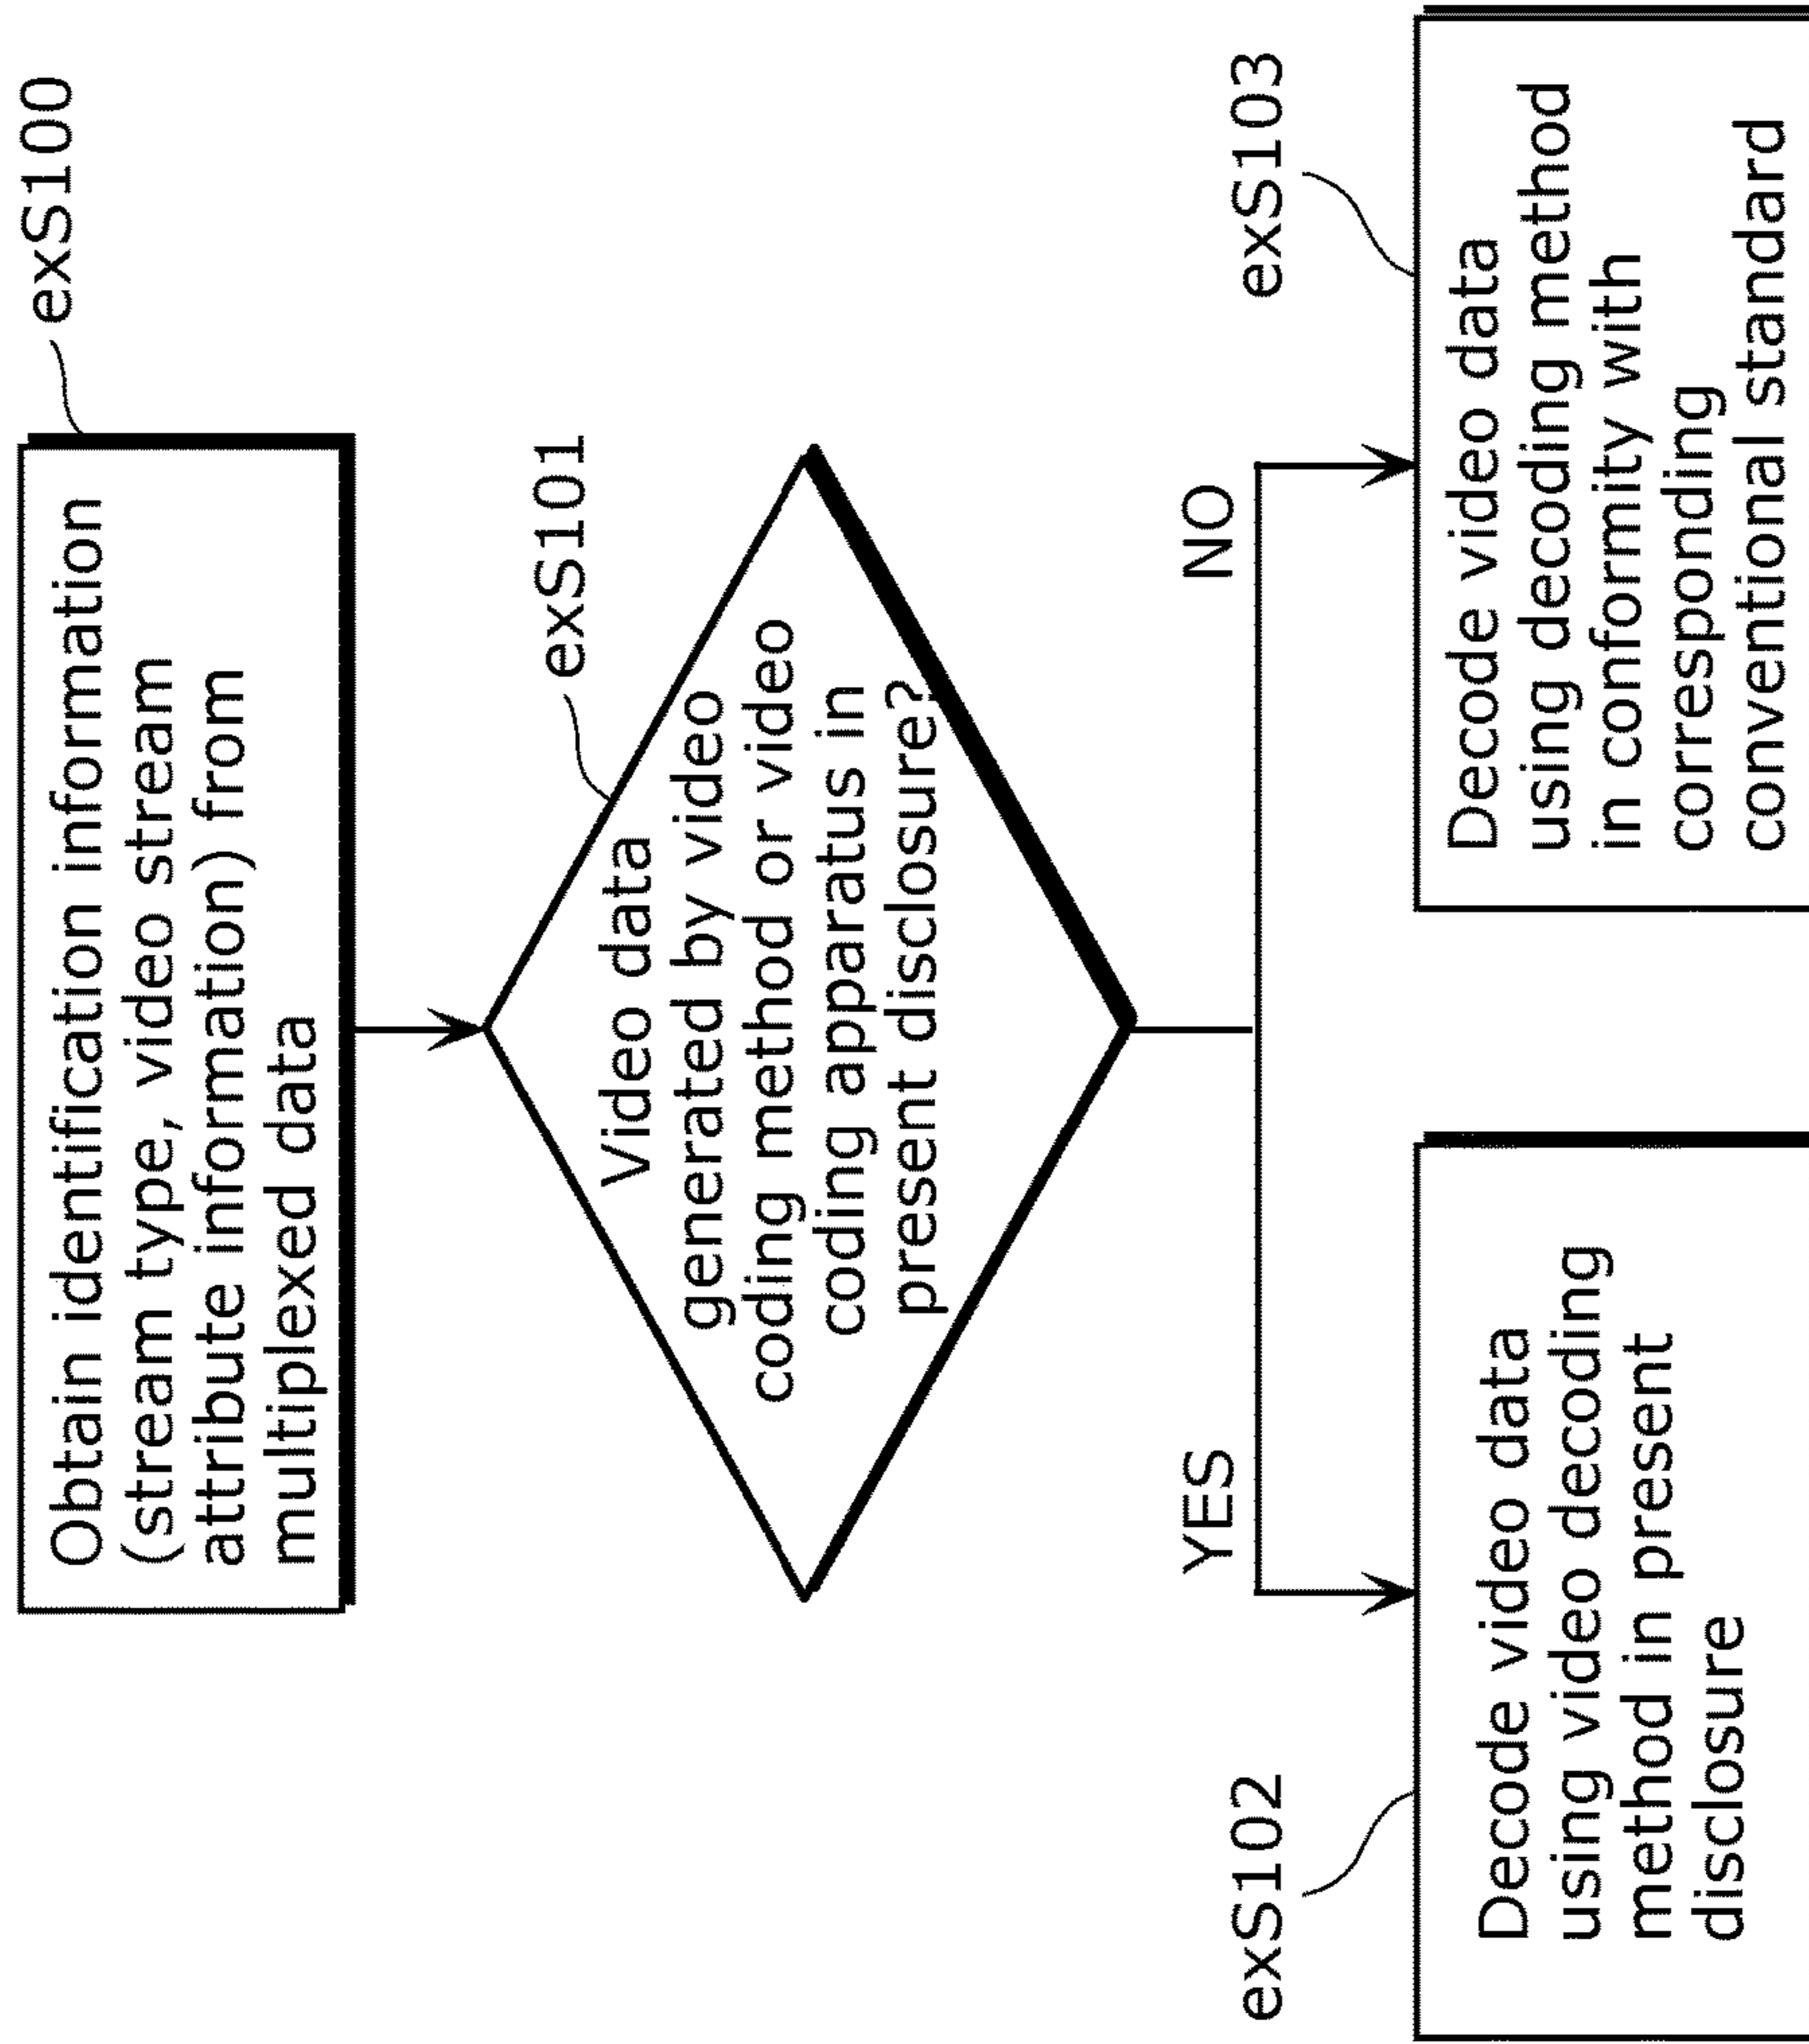 exS100
Obtain identification information
(stream type, video stream
attribute information) from
multiplexed data
exS101
Video data
generated by video
coding method or video
coding apparatus in
present disclosure?
YES
NO
exS102
Decode video data
using video decoding
method in present
disclosure
exS103
Decode video data
using decoding method
in conformity with
corresponding
conventional standard